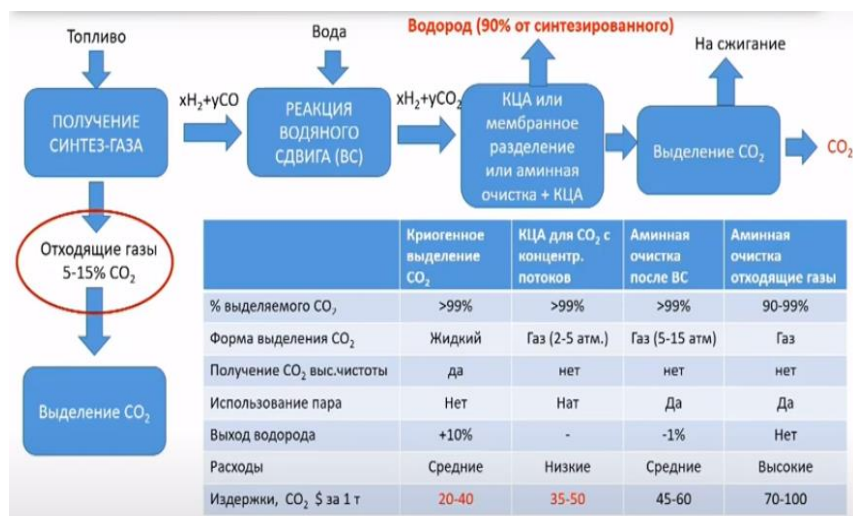 Топливо
Вода
Водород (90% от синтезированного)
На сжигание
ПОЛУЧЕНИЕ
СИНТЕЗ-ГАЗА
xH₂+yCO
РЕАКЦИЯ
ВОДЯНОГО
СДВИГА (ВС)
xH₂+yCO₂
КЦА или
мембранное
разделение
или аминная
очистка + КЦА
Выделение CO₂
CO₂
Отходящие газы
5-15% CO₂
Выделение CO₂
Криогенное выделение CO₂ КЦА для CO₂ с концентр. потоков Аминная очистка после ВС Аминная очистка отходящие газы
% выделяемого CO₂ >99% >99% >99% 90-99%
Форма выделения CO₂ Жидкий Газ (2-5 атм.) Газ (5-15 атм) Газ
Получение CO₂ выс.чистоты да нет нет нет
Использование пара Нет Нат Да Да
Выход водорода +10% - -1% Нет
Расходы Средние Низкие Средние Высокие
Издержки, CO₂ $ за 1 т 20-40 35-50 45-60 70-100